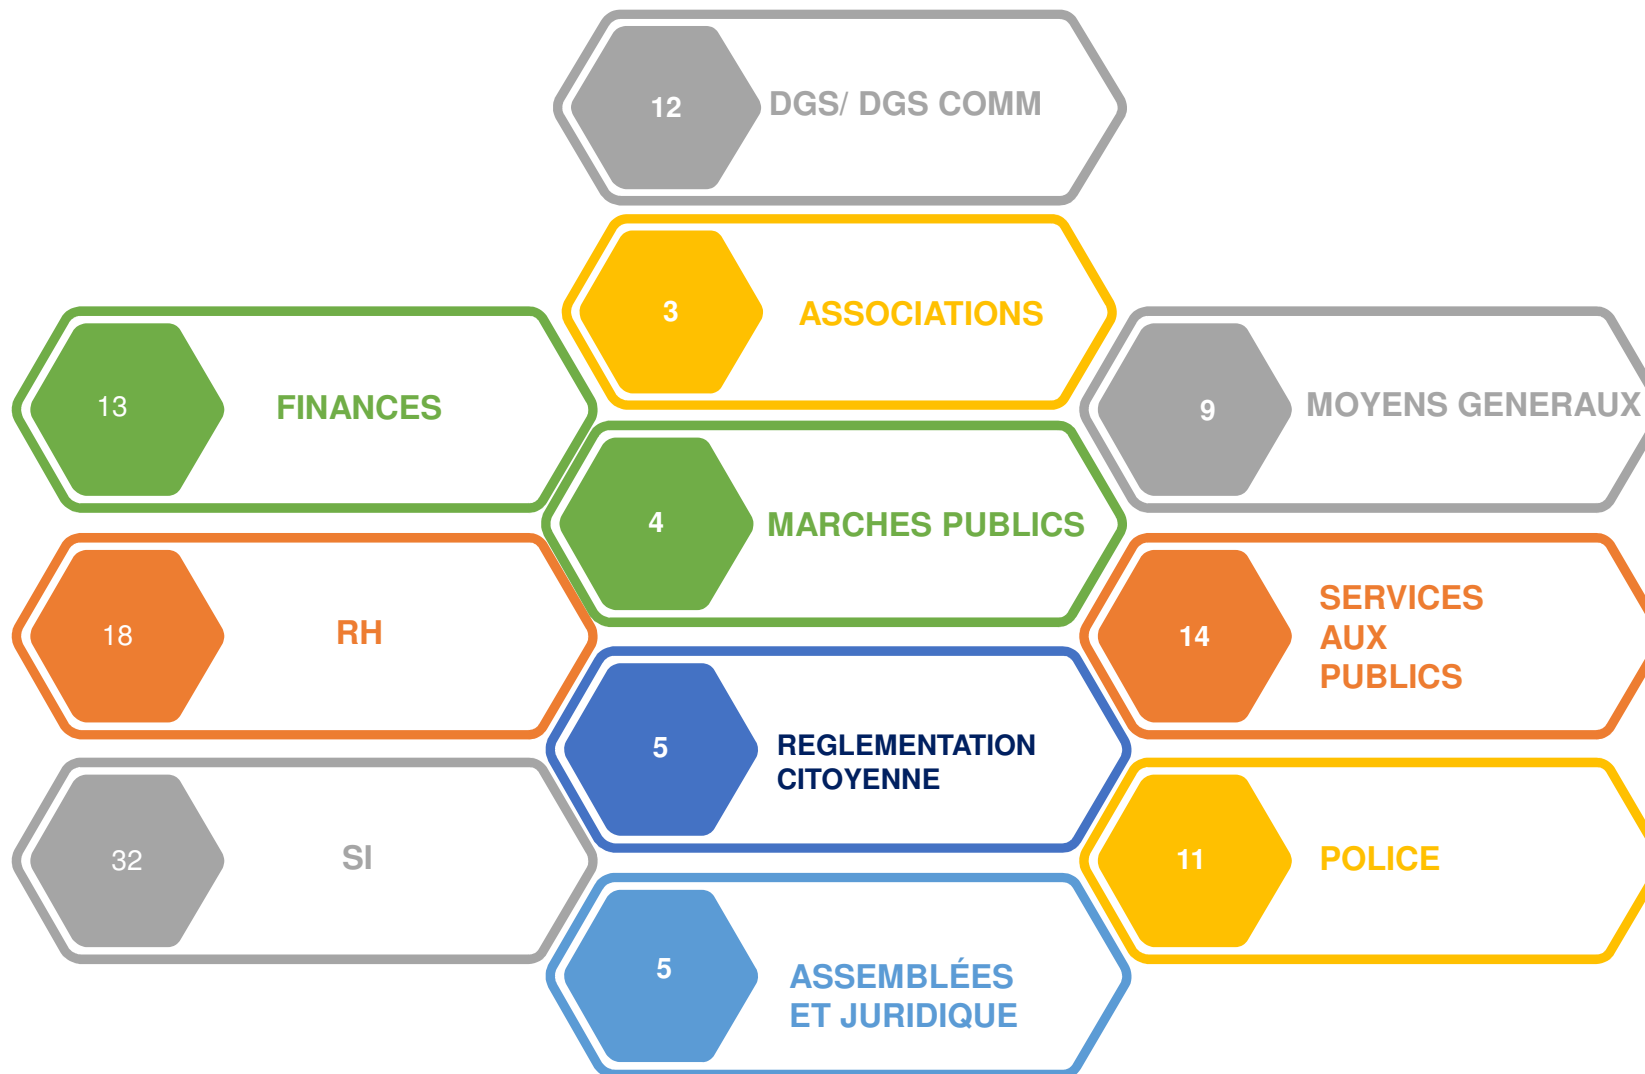 12
DGS/ DGS COMM
3
ASSOCIATIONS
13
FINANCES
9
MOYENS GENERAUX
4
MARCHES PUBLICS
18
RH
14
SERVICES
AUX
PUBLICS
5
REGLEMENTATION
CITOYENNE
32
SI
11
POLICE
5
ASSEMBLÉES
ET JURIDIQUE